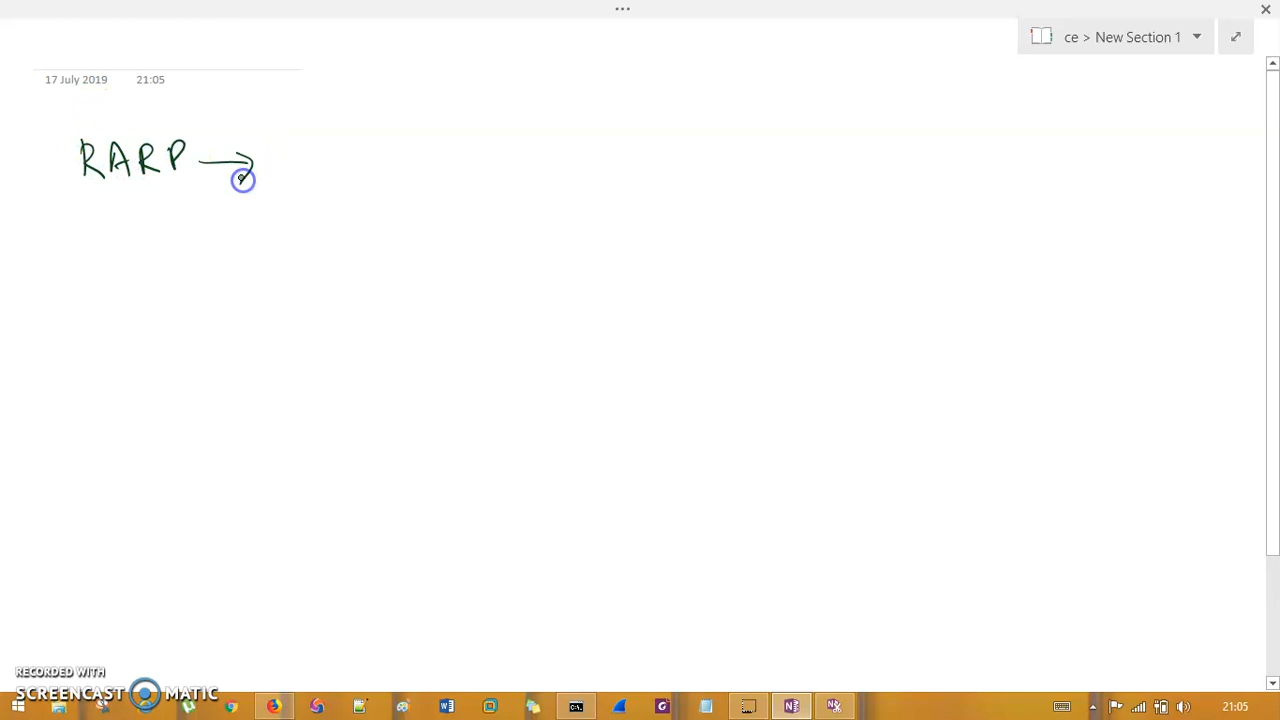 ce > New Section 1
17 July 2019 21:05
RARP →
RECORDED WITH
SCREENCAST MATIC
21:05